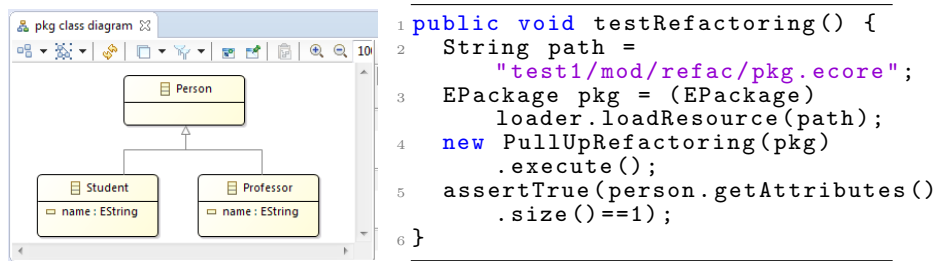 pkg class diagram
10
Person
Student
Professor
name : EString
name : EString
1 public void testRefactoring() {
2 String path =
"test1/mod/refac/pkg.ecore";
3 EPackage pkg = (EPackage)
loader.loadResource(path);
4 new PullUpRefactoring(pkg)
.execute();
5 assertTrue(person.getAttributes()
.size()==1);
6 }